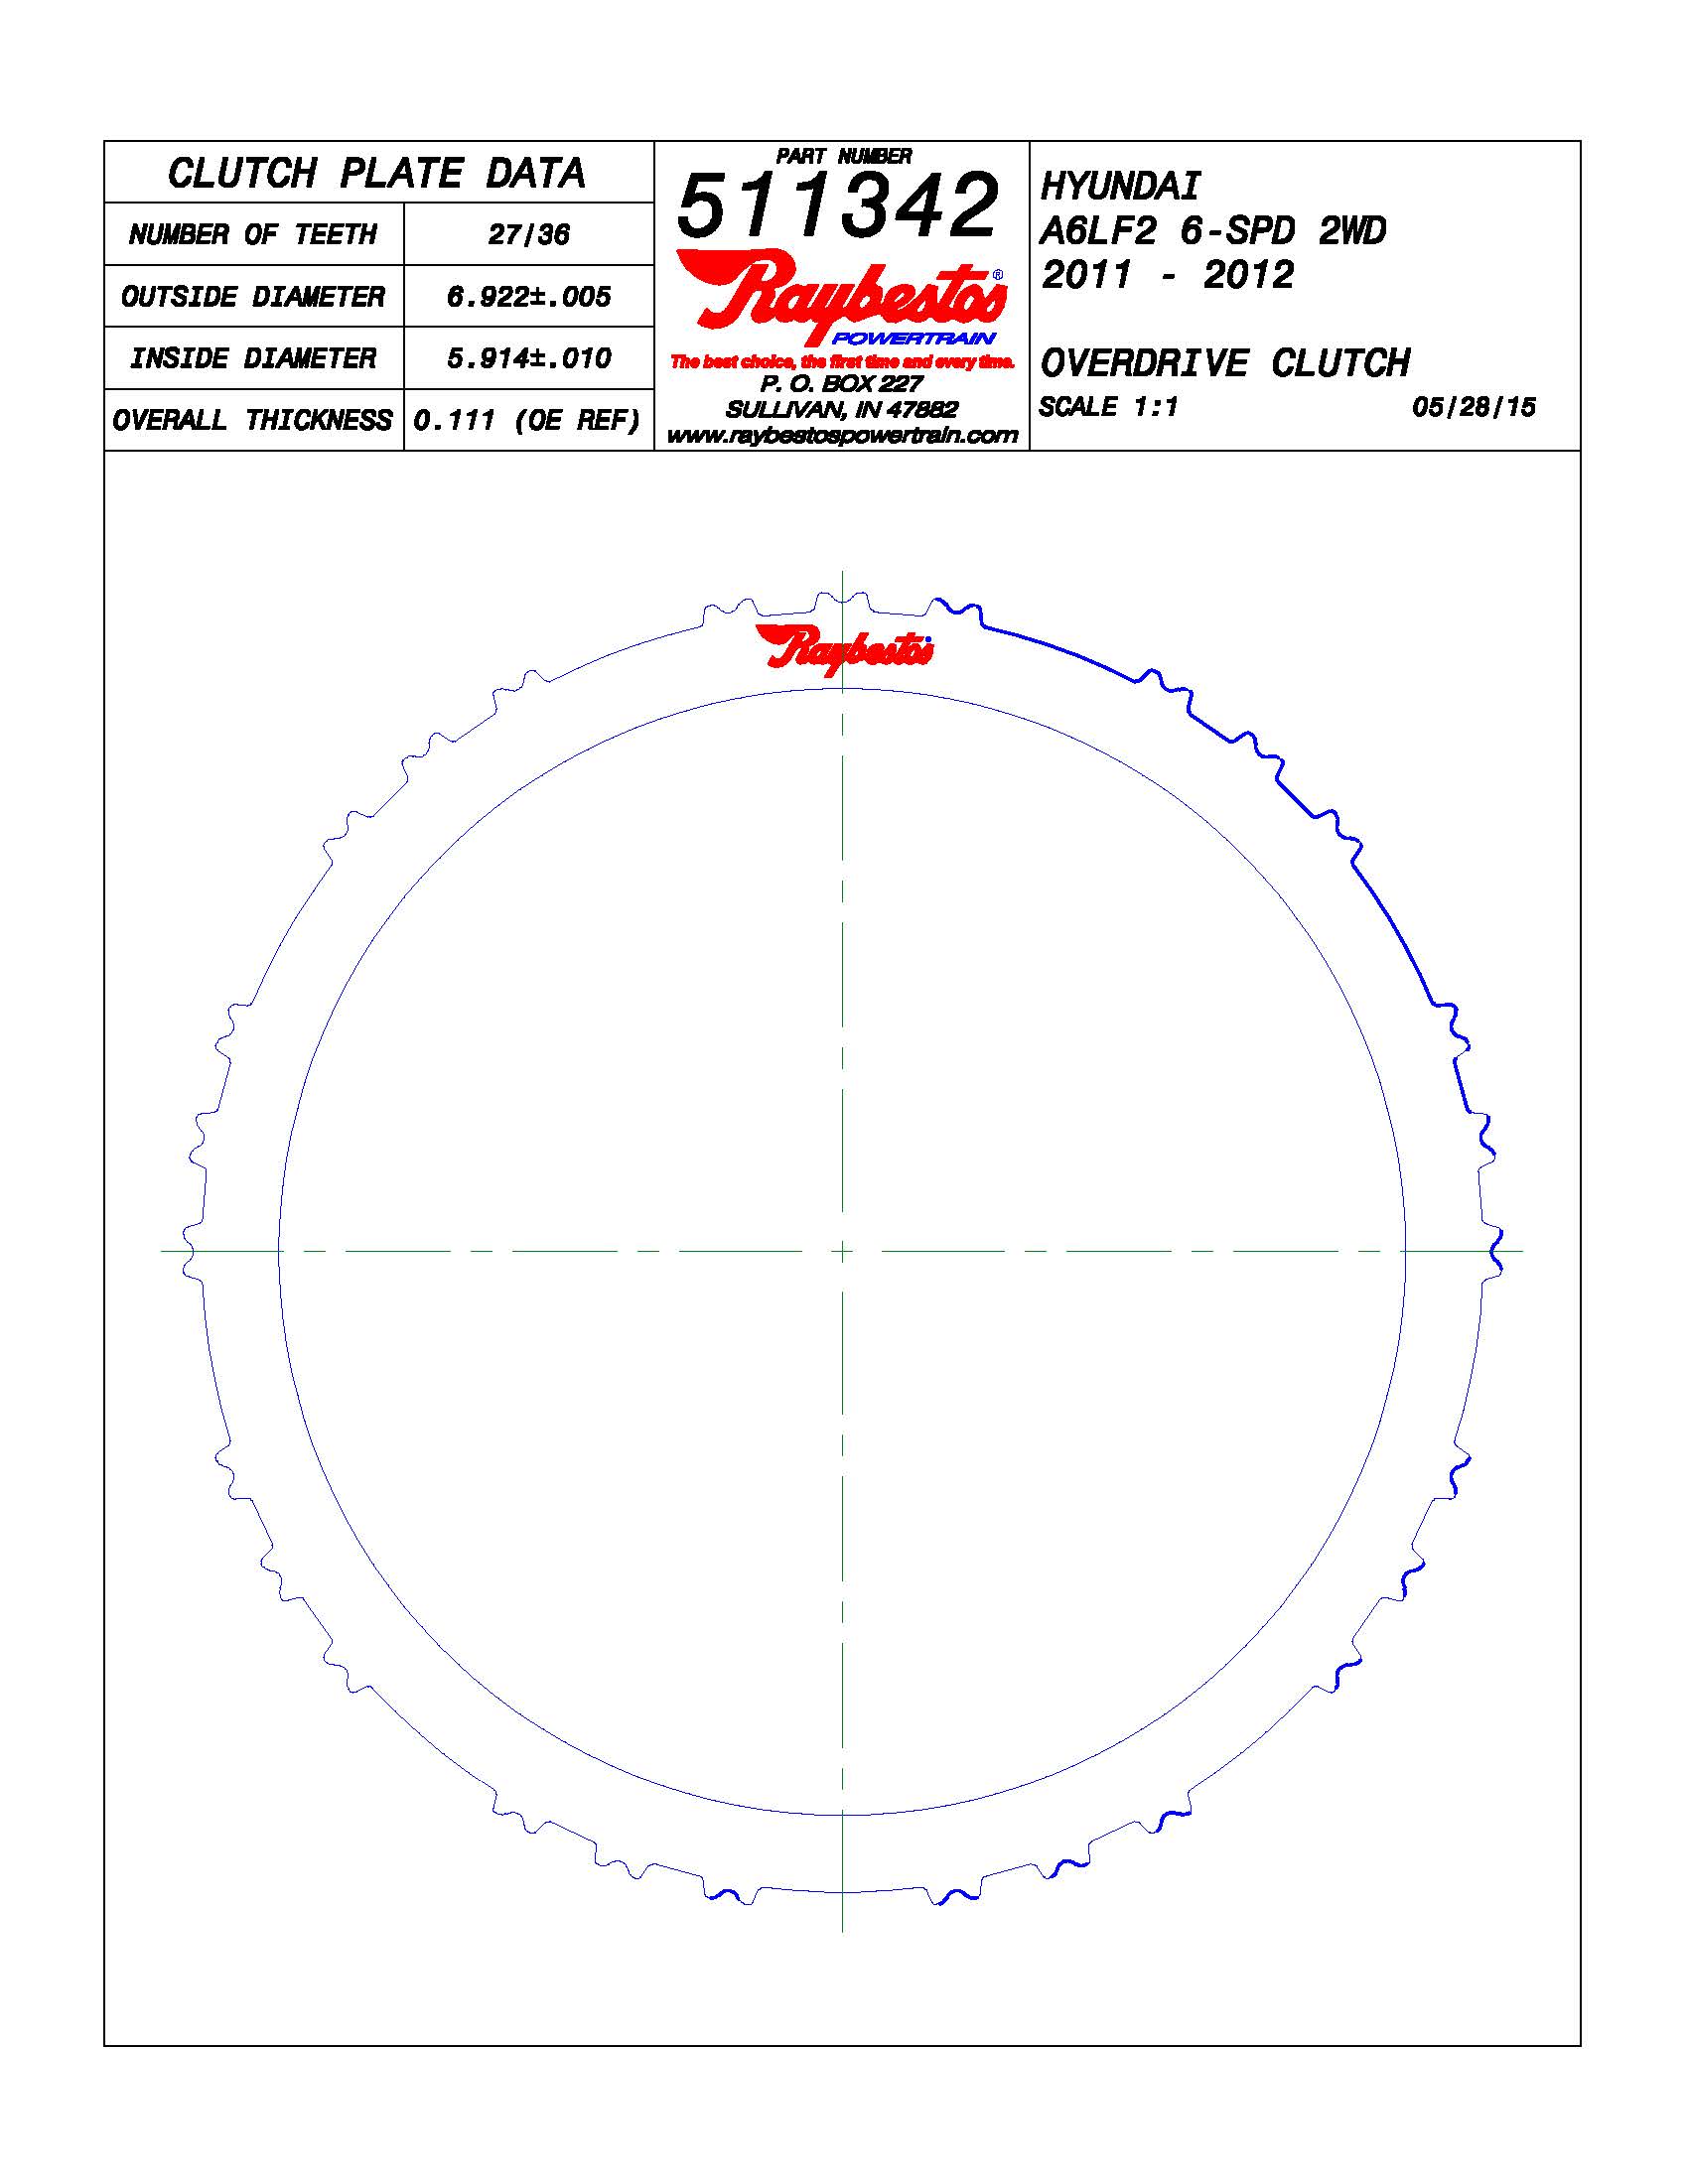 CLUTCH PLATE DATA
NUMBER OF TEETH 27/36
OUTSIDE DIAMETER 6.922±.005
INSIDE DIAMETER 5.914±.010
OVERALL THICKNESS 0.111 (OE REF)
PART NUMBER
511342
Raybestos®
POWERTRAIN
The best choice, the first time and every time.
P. O. BOX 227
SULLIVAN, IN 47882
www.raybestospowertrain.com
HYUNDAI
A6LF2 6-SPD 2WD
2011 - 2012
OVERDRIVE CLUTCH
SCALE 1:1 05/28/15
Raybestos